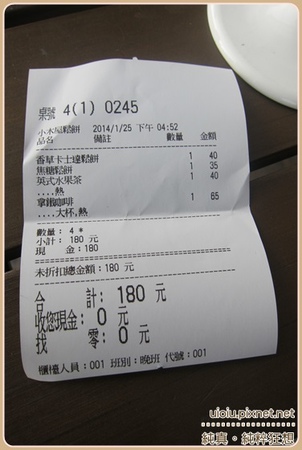 桌號 4(1) 0245
小木屋鬆餅 2014/1/25 下午 04:52
品名 備註 數量 金額
香草卡士達鬆餅 1 40
焦糖鬆餅 1 35
英式水果茶 1 40
....熱
拿鐵咖啡 1 65
....大杯,熱
數量: 4 *
小計: 180 元
現 金:180
未折扣總金額:180 元
合 計: 180 元
收您現金: 0 元
找 零: 0 元
櫃檯人員:001 班別:晚班 代號:001
uioiu.pixnet.net
純真·純粹狂想